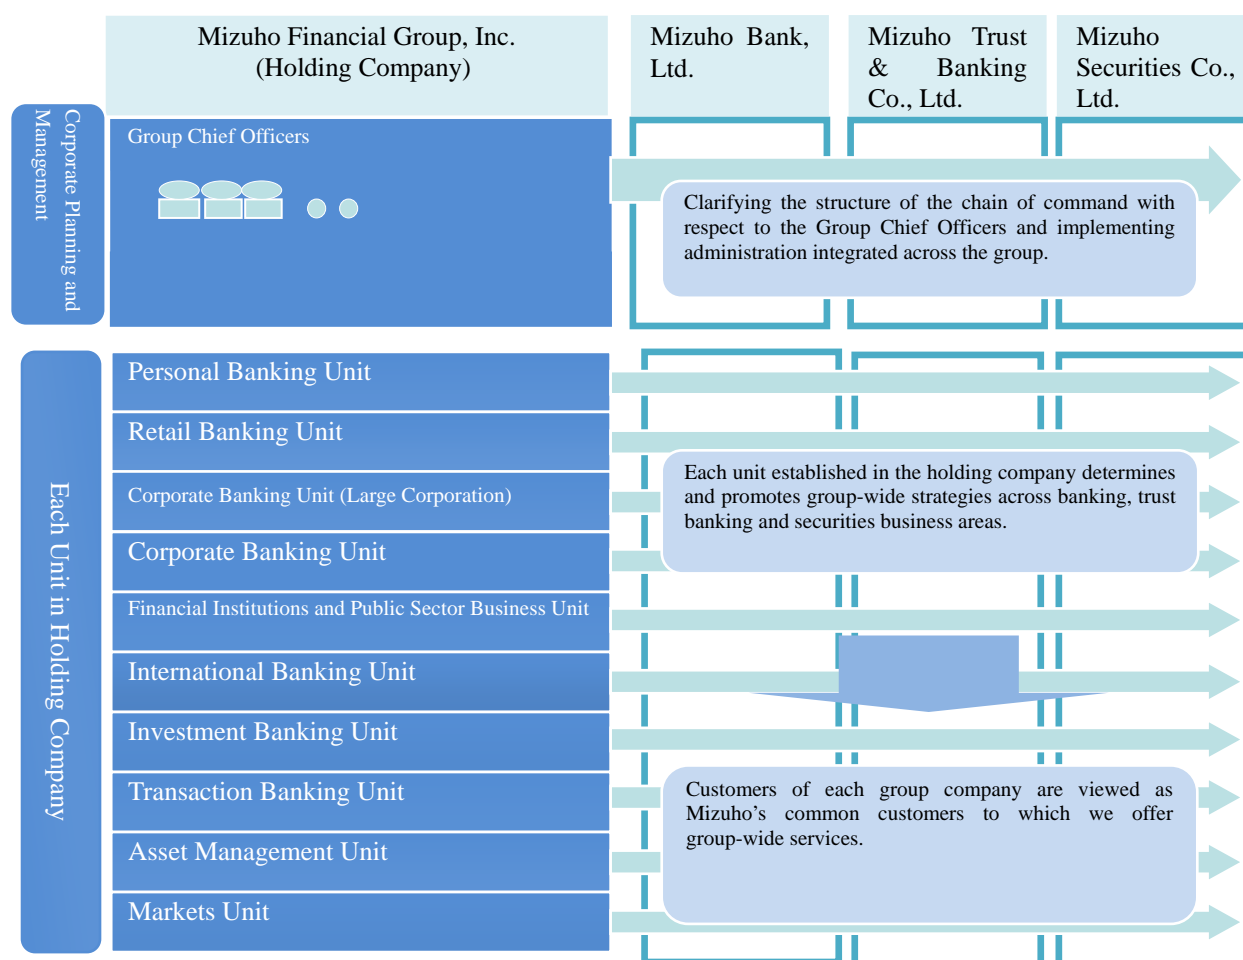 Mizuho Financial Group, Inc.
(Holding Company)
Mizuho Bank,
Ltd.
Mizuho Trust
& Banking
Co., Ltd.
Mizuho
Securities Co.,
Ltd.
Corporate Planning and
Management
Group Chief Officers
Clarifying the structure of the chain of command with
respect to the Group Chief Officers and implementing
administration integrated across the group.
Each Unit in Holding Company
Personal Banking Unit
Retail Banking Unit
Corporate Banking Unit (Large Corporation)
Corporate Banking Unit
Financial Institutions and Public Sector Business Unit
International Banking Unit
Investment Banking Unit
Transaction Banking Unit
Asset Management Unit
Markets Unit
Each unit established in the holding company determines
and promotes group-wide strategies across banking, trust
banking and securities business areas.
Customers of each group company are viewed as
Mizuho's common customers to which we offer
group-wide services.